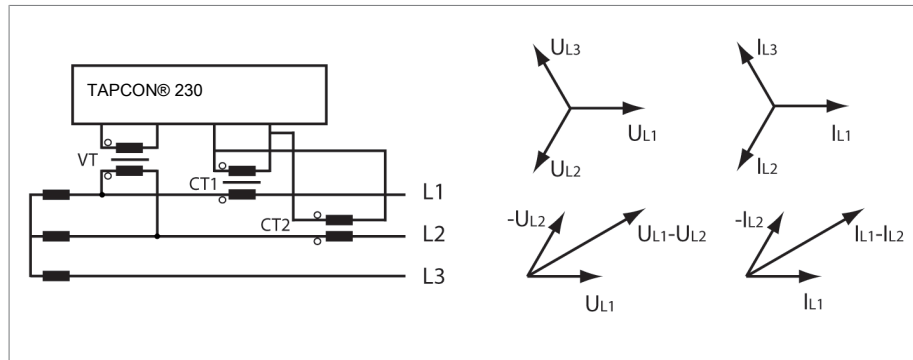 TAPCON® 230
VT
CT1
CT2
L1
L2
L3
UL3
UL1
UL2
IL3
IL1
IL2
-UL2
UL1-UL2
UL1
-IL2
IL1-IL2
IL1